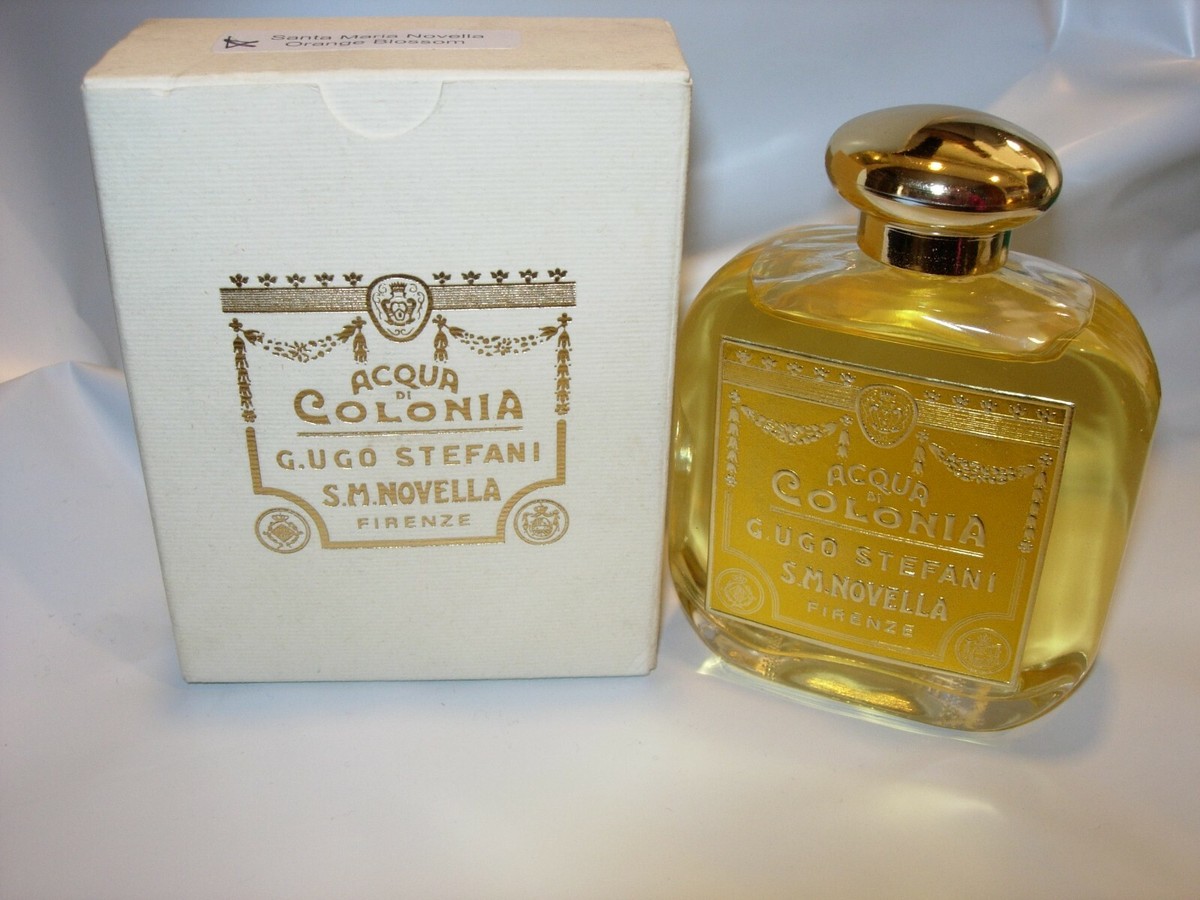 Santa Maria Novella
Orange Blossom
ACQUA
DI
COLONIA
G. UGO STEFANI
S.M. NOVELLA
FIRENZE
ACQUA
DI
COLONIA
G. UGO STEFANI
S.M. NOVELLA
FIRENZE